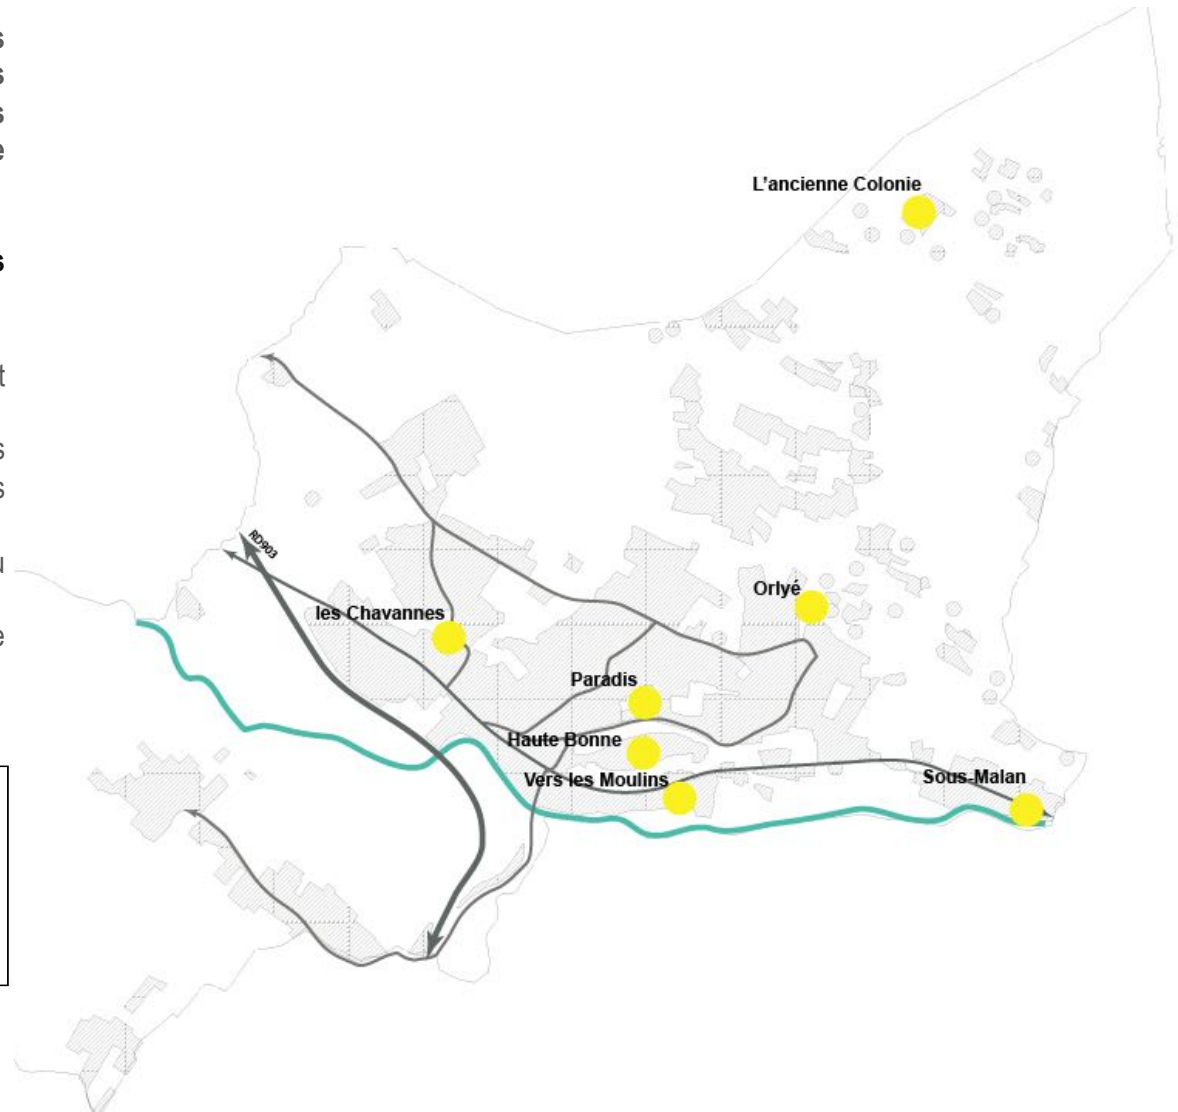 s
s
s
e
s
t
s
s
u
e
L'ancienne Colonie
RD903
Orlyé
les Chavannes
Paradis
Haute Bonne
Vers les Moulins
Sous-Malan